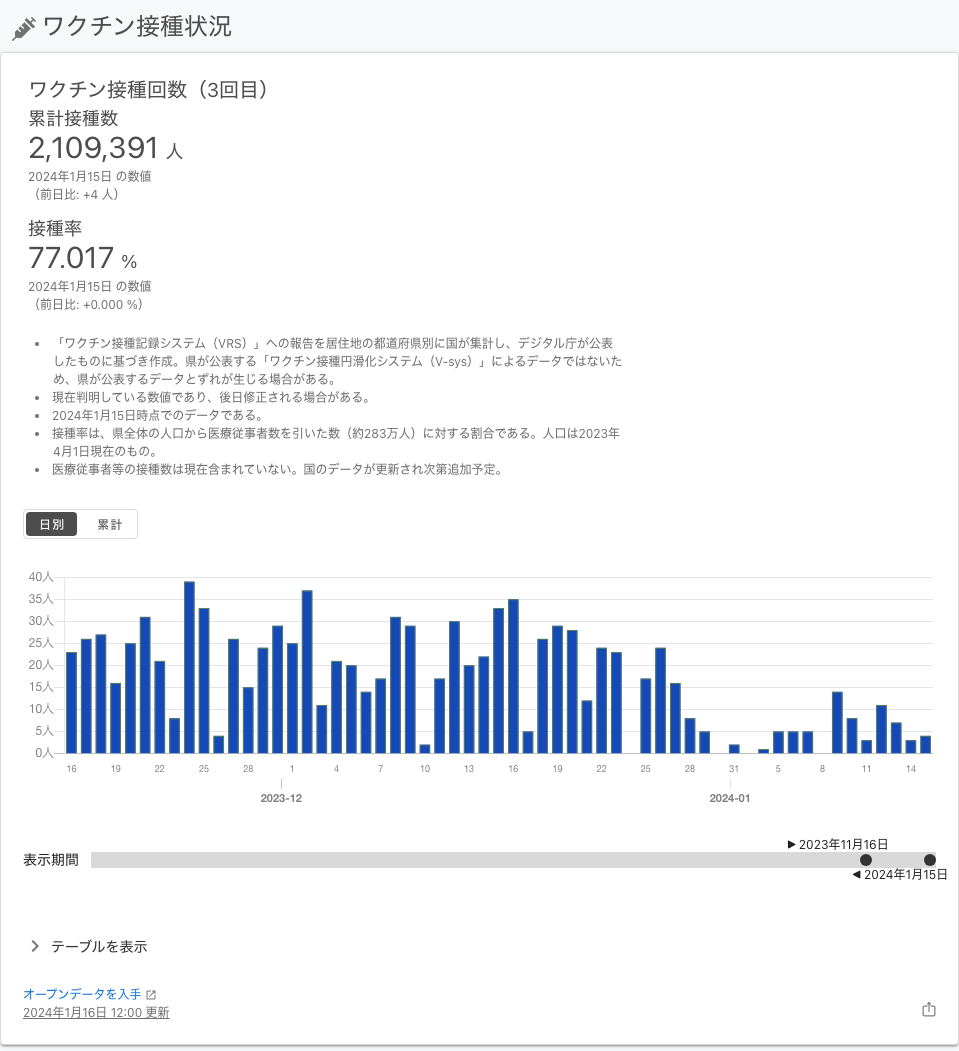 ワクチン接種状況
ワクチン接種回数（3回目）
累計接種数
2,109,391 人
2024年1月15日 の数値
（前日比: +4 人）
接種率
77.017 %
2024年1月15日 の数値
（前日比: +0.000 %）
• 「ワクチン接種記録システム（VRS）」への報告を居住地の都道府県別に国が集計し、デジタル庁が公表
したものに基づき作成。県が公表する「ワクチン接種円滑化システム（V-sys）」によるデータではないた
め、県が公表するデータとずれが生じる場合がある。
• 現在判明している数値であり、後日修正される場合がある。
• 2024年1月15日時点でのデータである。
• 接種率は、県全体の人口から医療従事者数を引いた数（約283万人）に対する割合である。人口は2023年
4月1日現在のもの。
• 医療従事者等の接種数は現在含まれていない。国のデータが更新され次第追加予定。
日別 累計
40人
35人
30人
25人
20人
15人
10人
5人
0人
16 19 22 25 28 1 4 7 10 13 16 19 22 25 28 31 5 8 11 14
2023-12 2024-01
▶ 2023年11月16日
表示期間
◀ 2024年1月15日
テーブルを表示
オープンデータを入手
2024年1月16日 12:00 更新